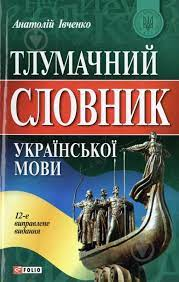 Анатолій Івченко
ТЛУМАЧНИЙ
СЛОВНИК
УКРАЇНСЬКОЇ
МОВИ
12-е
виправлене
видання
FOLIO